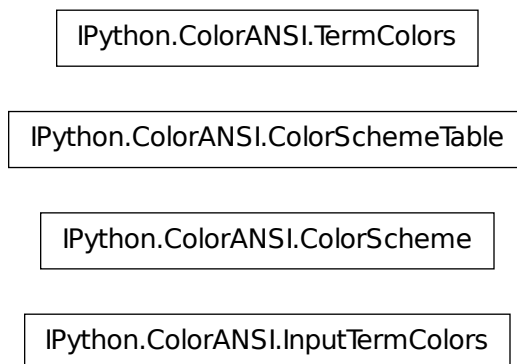 IPython.ColorANSI.TermColors
IPython.ColorANSI.ColorSchemeTable
IPython.ColorANSI.ColorScheme
IPython.ColorANSI.InputTermColors